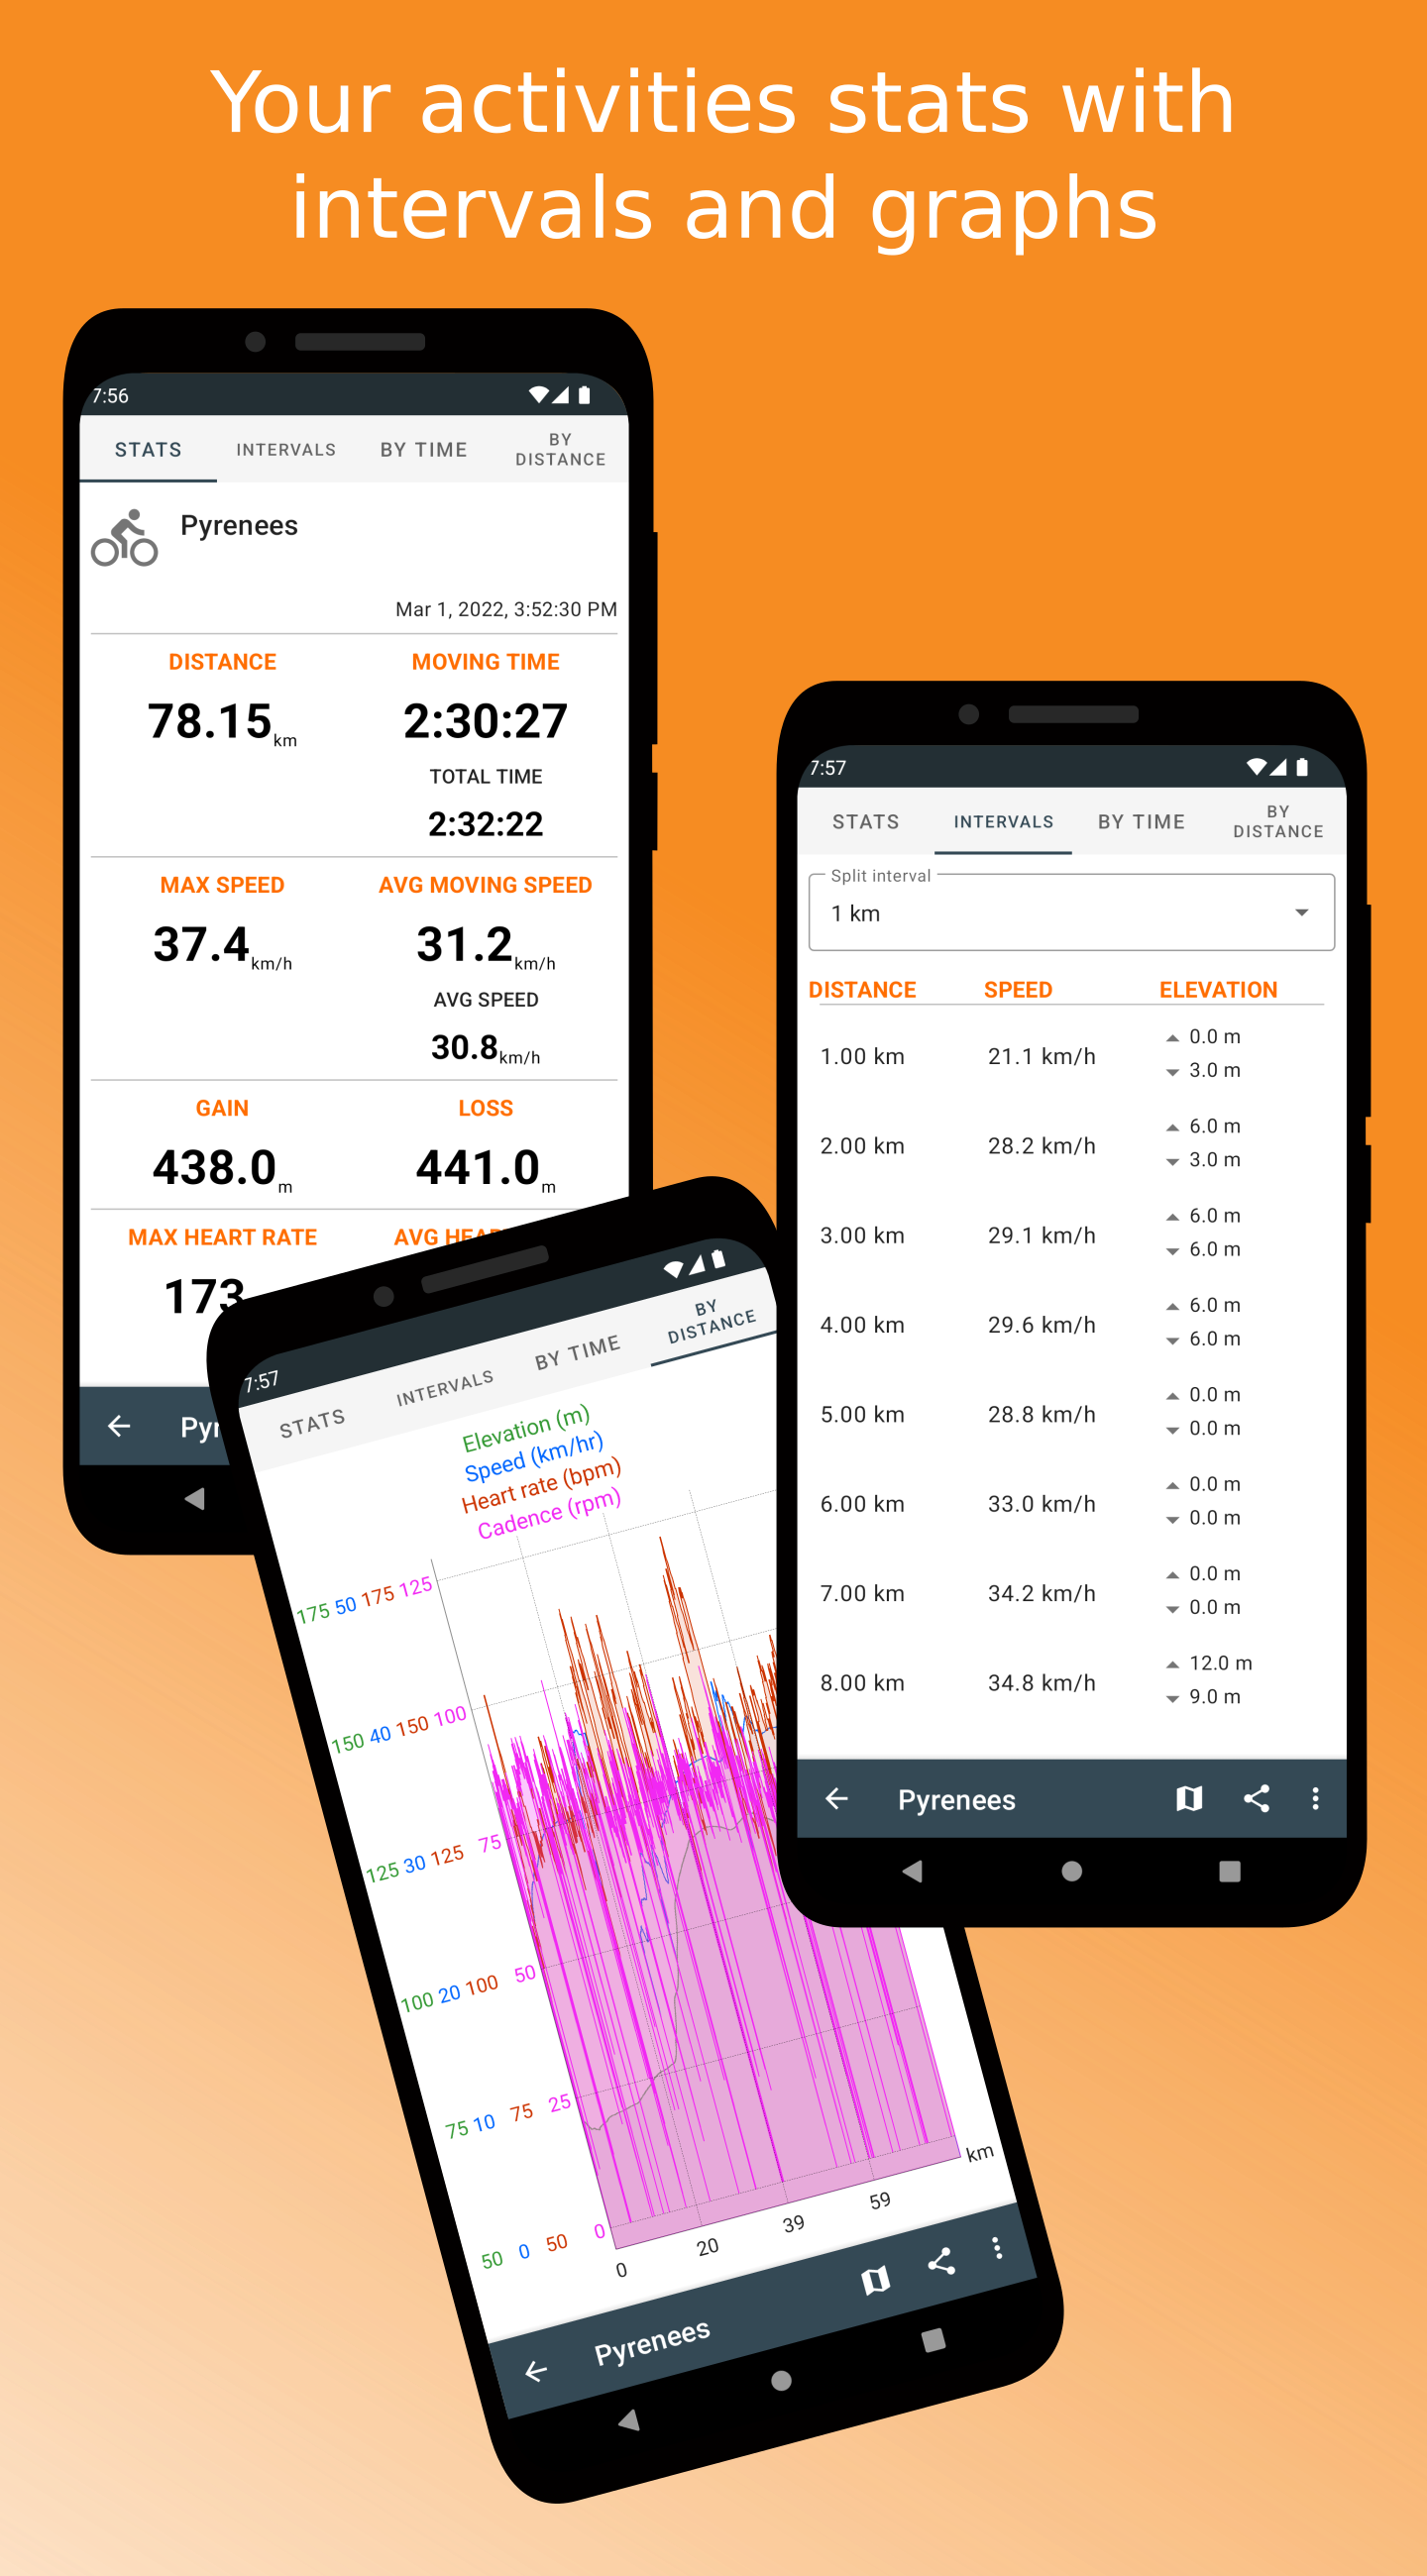 Your activities stats with
intervals and graphs
7:56
STATS INTERVALS BY TIME BY DISTANCE
Pyrenees
Mar 1, 2022, 3:52:30 PM
DISTANCE MOVING TIME
78.15 km 2:30:27
TOTAL TIME
2:32:22
MAX SPEED AVG MOVING SPEED
37.4 km/h 31.2 km/h
AVG SPEED
30.8 km/h
GAIN LOSS
438.0 m 441.0 m
MAX HEART RATE AVG
173
7:57
STATS INTERVALS BY TIME BY DISTANCE
Split interval
1 km
DISTANCE SPEED ELEVATION
1.00 km 21.1 km/h 0.0 m
3.0 m
2.00 km 28.2 km/h 6.0 m
3.0 m
3.00 km 29.1 km/h 6.0 m
6.0 m
4.00 km 29.6 km/h 6.0 m
6.0 m
5.00 km 28.8 km/h 0.0 m
0.0 m
6.00 km 33.0 km/h 0.0 m
0.0 m
7.00 km 34.2 km/h 0.0 m
0.0 m
8.00 km 34.8 km/h 12.0 m
9.0 m
Pyrenees
7:57
STATS INTERVALS BY TIME BY DISTANCE
Elevation (m)
Speed (km/hr)
Heart rate (bpm)
Cadence (rpm)
175 50 175 125
150 40 150 100
125 30 125 75
100 20 100 50
75 10 75 25
50 0 50 0
0 20 39 59 km
Pyrenees